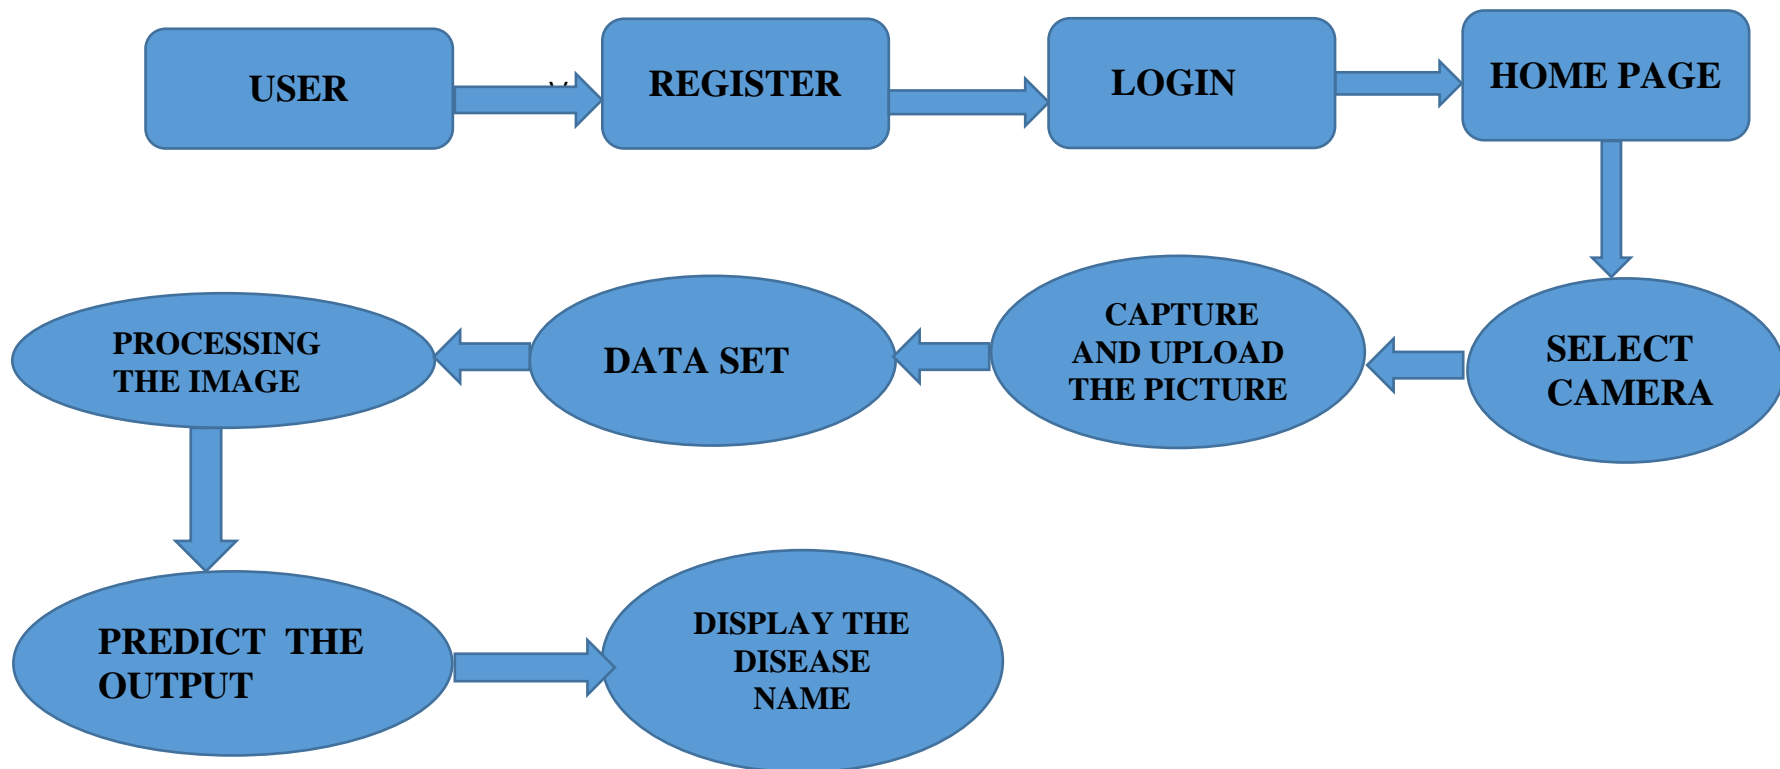 USER
REGISTER
LOGIN
HOME PAGE
SELECT
CAMERA
CAPTURE
AND UPLOAD
THE PICTURE
DATA SET
PROCESSING
THE IMAGE
PREDICT THE
OUTPUT
DISPLAY THE
DISEASE
NAME